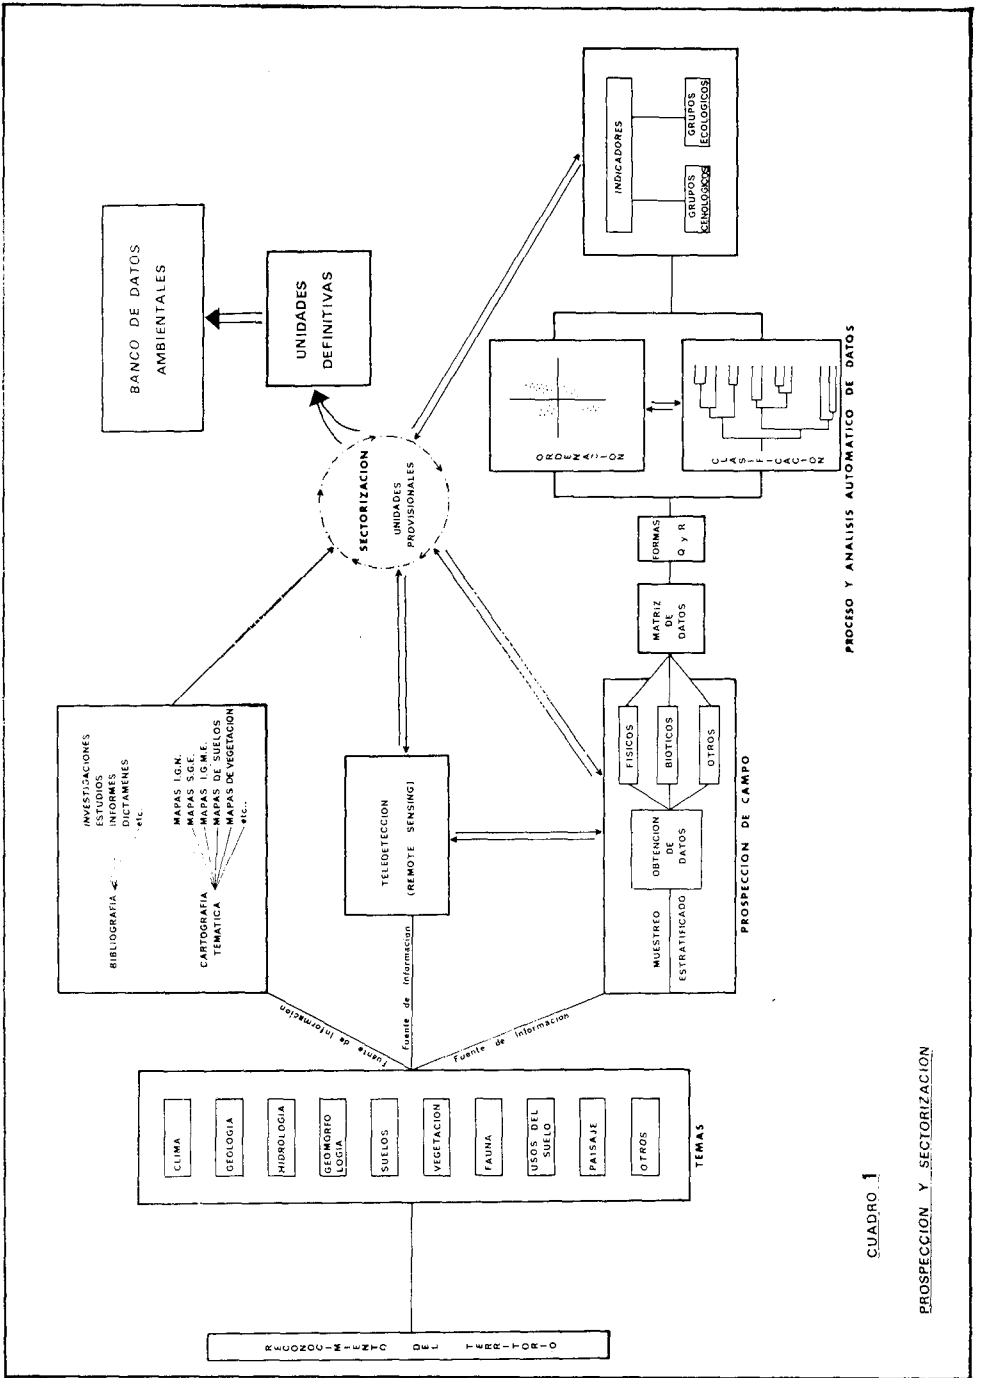 RECONOCIMIENTO DEL TERRITORIO
CLIMA
GEOLOGIA
HIDROLOGIA
GEOMORFO
LOGIA
SUELOS
VEGETACION
FAUNA
USOS DEL
SUELO
PAISAJE
OTROS
TEMAS
Fuente de Informacion
Fuente de Informacion
Fuente de Informacion
BIBLIOGRAFIA
INVESTIGACIONES
ESTUDIOS
INFORMES
DICTAMENES
etc.
CARTOGRAFIA
TEMATICA
MAPAS I.G.N.
MAPAS S.G.E.
MAPAS I.G.M.E.
MAPAS DE SUELOS
MAPAS DE VEGETACION
etc..
TELEDETECCION
(REMOTE SENSING)
MUESTREO
ESTRATIFICADO
OBTENCION
DE
DATOS
FISICOS
BIOTICOS
OTROS
PROSPECCION DE CAMPO
SECTORIZACION
UNIDADES
PROVISIONALES
UNIDADES
DEFINITIVAS
BANCO DE DATOS
AMBIENTALES
MATRIZ
DE
DATOS
FORMAS
Q y R
ORDENACION
CLASIFICACION
INDICADORES
GRUPOS
CENOLOGICOS
GRUPOS
ECOLOGICOS
PROCESO Y ANALISIS AUTOMATICO DE DATOS
CUADRO 1
PROSPECCION Y SECTORIZACION